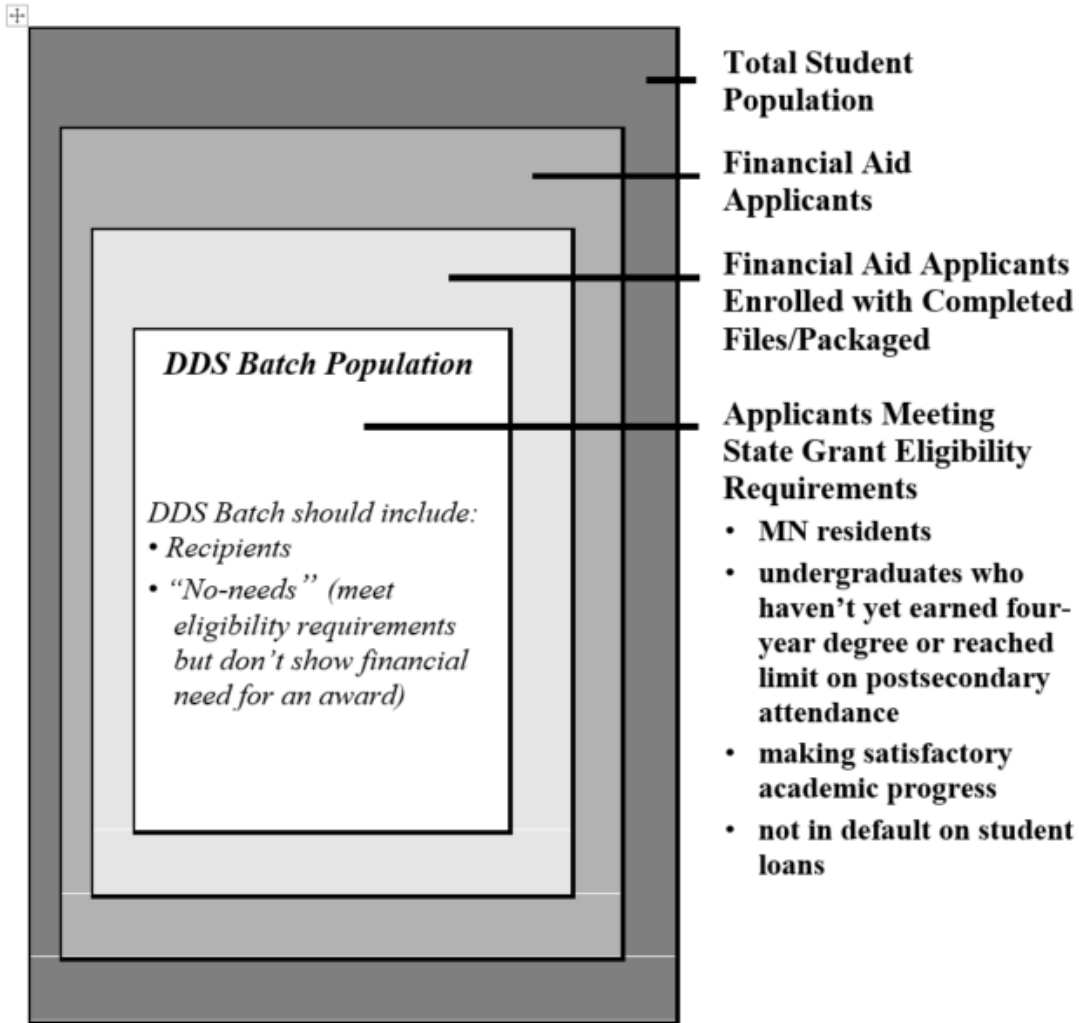 Total Student
Population
Financial Aid
Applicants
Financial Aid Applicants
Enrolled with Completed
Files/Packaged
DDS Batch Population
DDS Batch should include:
• Recipients
• “No-needs” (meet
eligibility requirements
but don’t show financial
need for an award)
Applicants Meeting
State Grant Eligibility
Requirements
• MN residents
• undergraduates who
haven’t yet earned four-
year degree or reached
limit on postsecondary
attendance
• making satisfactory
academic progress
• not in default on student
loans